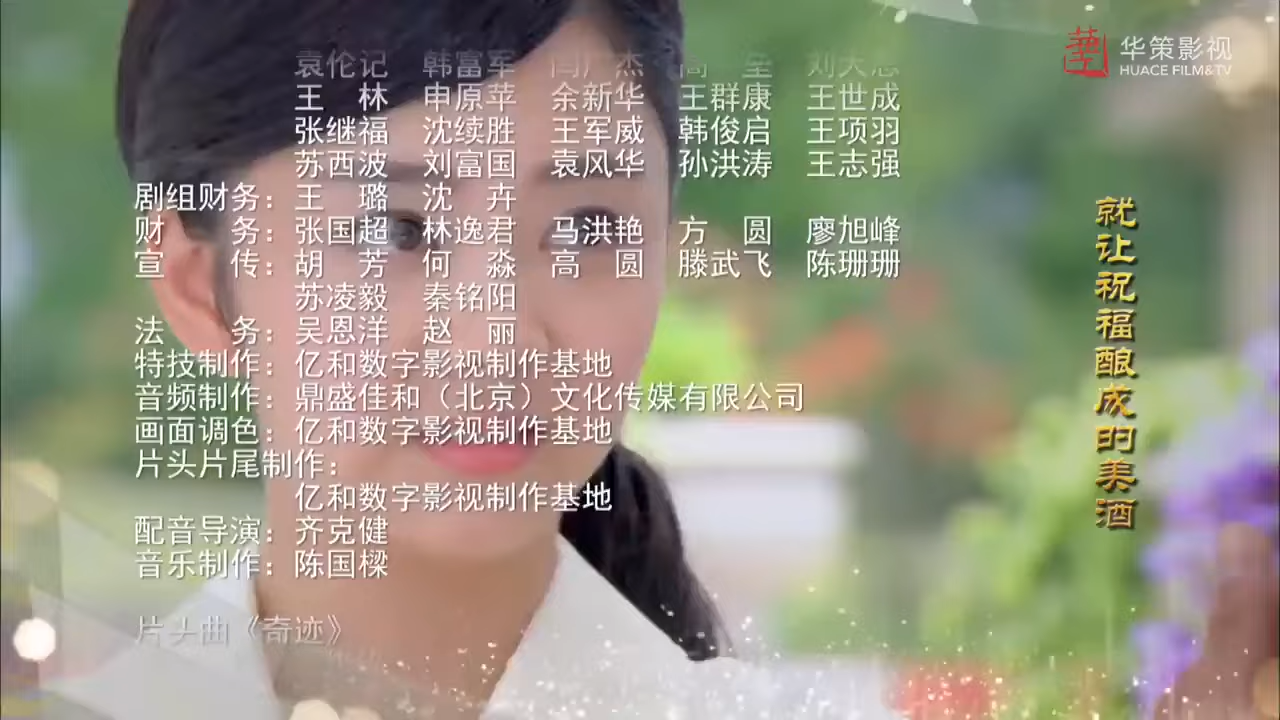 华策影视
HUACE FILM&TV
袁伦记 韩富军
王 林 申原苹 余新华 王群康 王世成
张继福 沈续胜 王军威 韩俊启 王项羽
苏西波 刘富国 袁风华 孙洪涛 王志强
剧组财务：王 璐 沈 卉
财 务：张国超 林逸君 马洪艳 方 圆 廖旭峰
宣 传：胡 芳 何 淼 高 圆 滕武飞 陈珊珊
苏凌毅 秦铭阳
法 务：吴恩洋 赵 丽
特技制作：亿和数字影视制作基地
音频制作：鼎盛佳和（北京）文化传媒有限公司
画面调色：亿和数字影视制作基地
片头片尾制作：
亿和数字影视制作基地
配音导演：齐克健
音乐制作：陈国樑
片头曲《奇迹》
就让祝福酿成的美酒